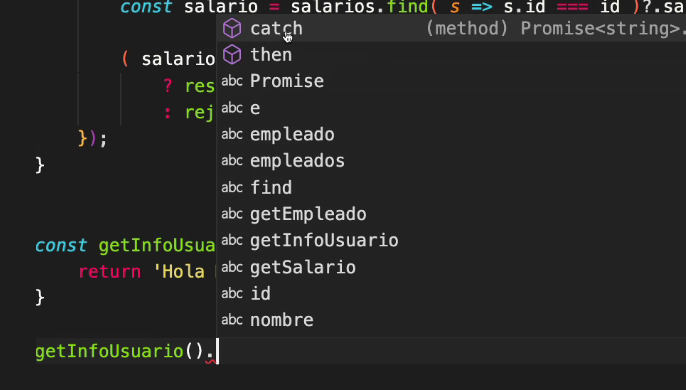 const salario = salarios.find( s => s.id === id )?.sa
catch (method) Promise<string>.
then
( salario
abc Promise
? res
abc e
: rej
abc empleado
});
abc empleados
}
abc find
abc getEmpleado
const getInfoUsua
abc getInfoUsuario
return 'Hola
abc getSalario
}
abc id
abc nombre
getInfoUsuario().